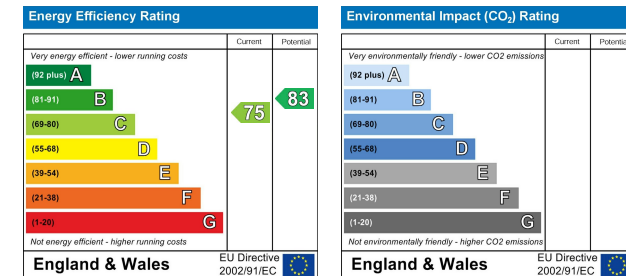 Energy Efficiency Rating
Current Potential
Very energy efficient - lower running costs
(92 plus) A
(81-91) B
(69-80) C
(55-68) D
(39-54) E
(21-38) F
(1-20) G
75
83
Not energy efficient - higher running costs
England & Wales
EU Directive
2002/91/EC
Environmental Impact (CO₂) Rating
Current Potential
Very environmentally friendly - lower CO2 emissions
(92 plus) A
(81-91) B
(69-80) C
(55-68) D
(39-54) E
(21-38) F
(1-20) G
Not environmentally friendly - higher CO2 emissions
England & Wales
EU Directive
2002/91/EC